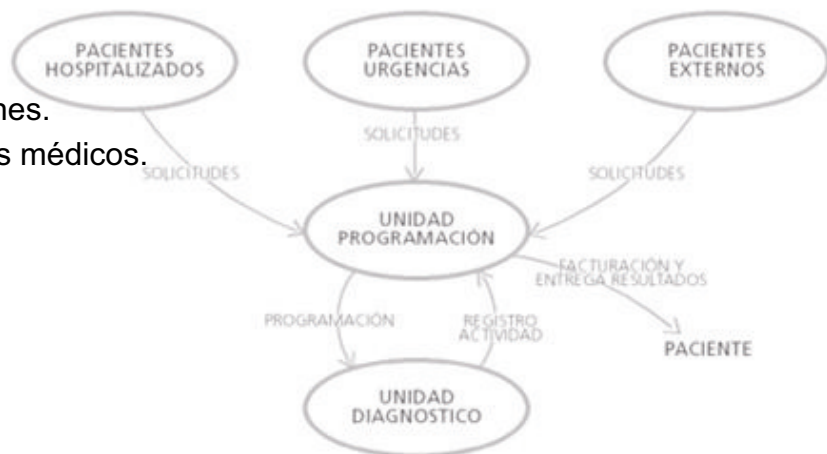 PACIENTES
HOSPITALIZADOS
PACIENTES
URGENCIAS
PACIENTES
EXTERNOS
nes.
s médicos.
SOLICITUDES
SOLICITUDES
SOLICITUDES
UNIDAD
PROGRAMACIÓN
FACTURACIÓN Y
ENTREGA RESULTADOS
PROGRAMACIÓN
REGISTRO
ACTIVIDAD
PACIENTE
UNIDAD
DIAGNOSTICO